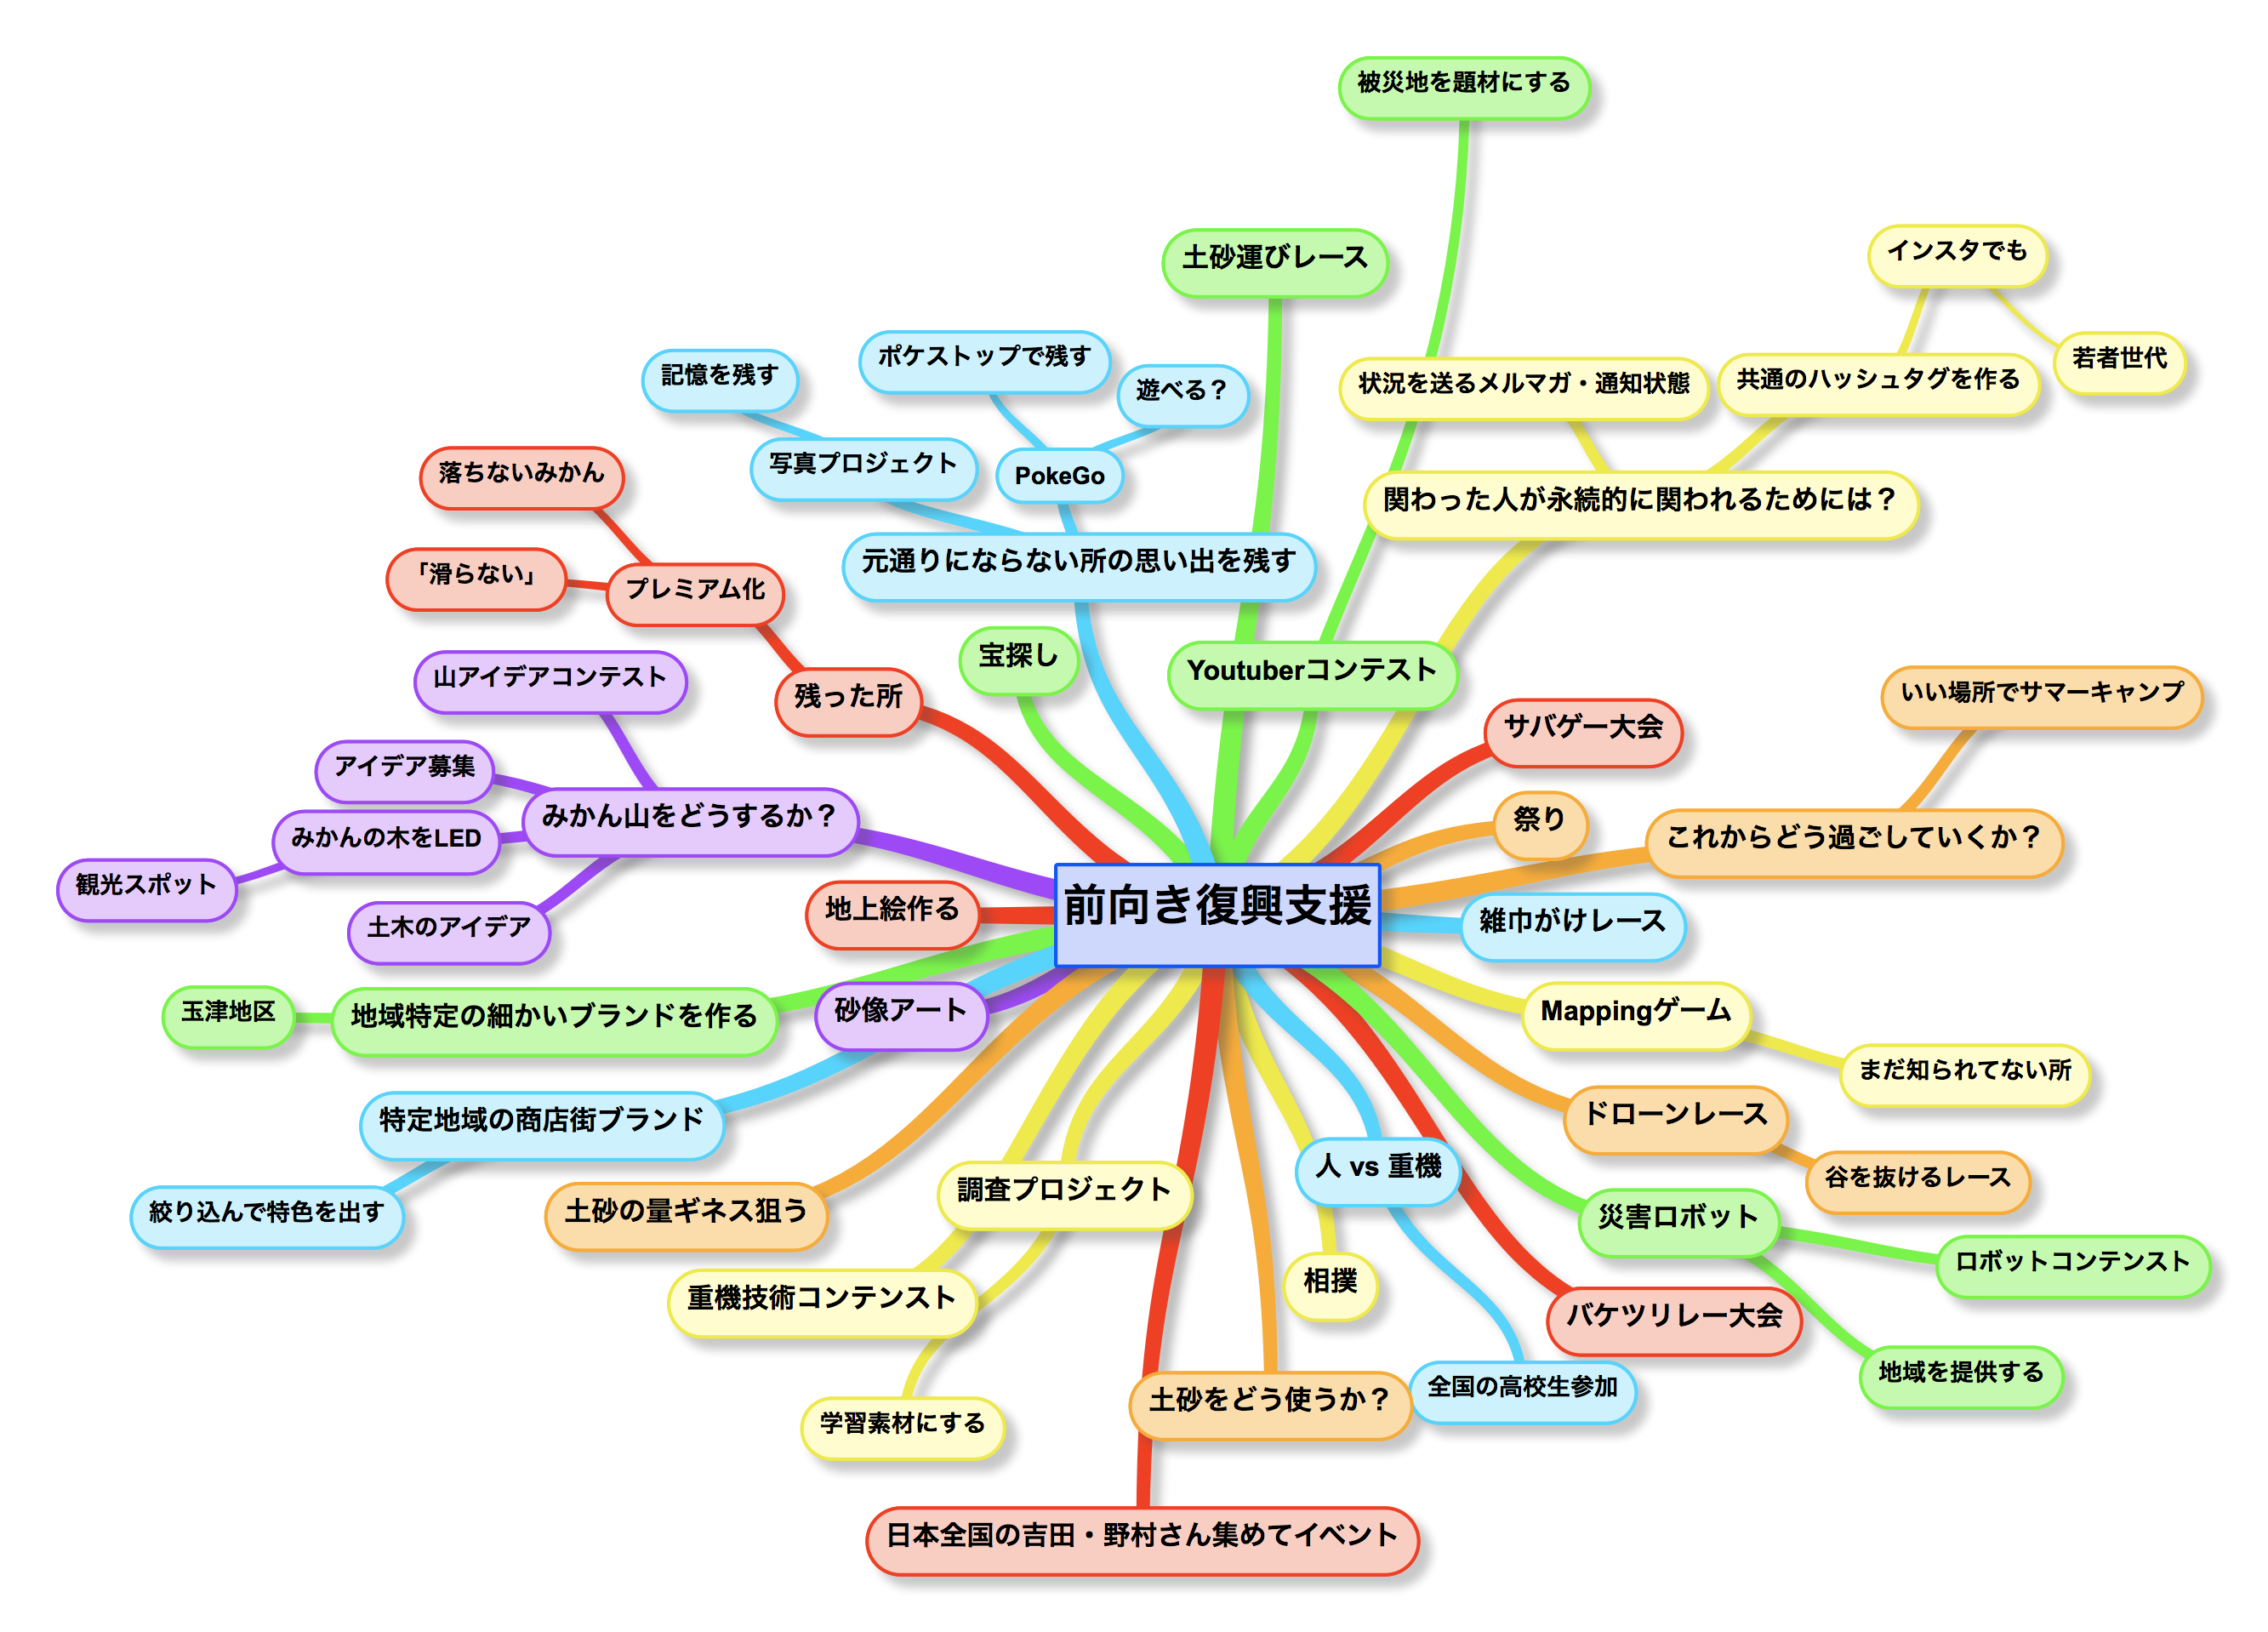 被災地を題材にする
土砂運びレース
インスタでも
記憶を残す
ポケストップで残す
遊べる？
状況を送るメルマガ・通知状態
共通のハッシュタグを作る
若者世代
落ちないみかん
写真プロジェクト
PokeGo
関わった人が永続的に関われるためには？
「滑らない」
プレミアム化
元通りにならない所の思い出を残す
宝探し
Youtuberコンテスト
山アイデアコンテスト
残った所
サバゲー大会
いい場所でサマーキャンプ
アイデア募集
みかん山をどうするか？
祭り
これからどう過ごしていくか？
みかんの木をLED
観光スポット
土木のアイデア
地上絵作る
前向き復興支援
雑巾がけレース
玉津地区
地域特定の細かいブランドを作る
砂像アート
Mappingゲーム
まだ知られてない所
特定地域の商店街ブランド
ドローンレース
絞り込んで特色を出す
土砂の量ギネス狙う
調査プロジェクト
人 vs 重機
谷を抜けるレース
災害ロボット
ロボットコンテンスト
重機技術コンテンスト
相撲
バケツリレー大会
学習素材にする
土砂をどう使うか？
全国の高校生参加
地域を提供する
日本全国の吉田・野村さん集めてイベント